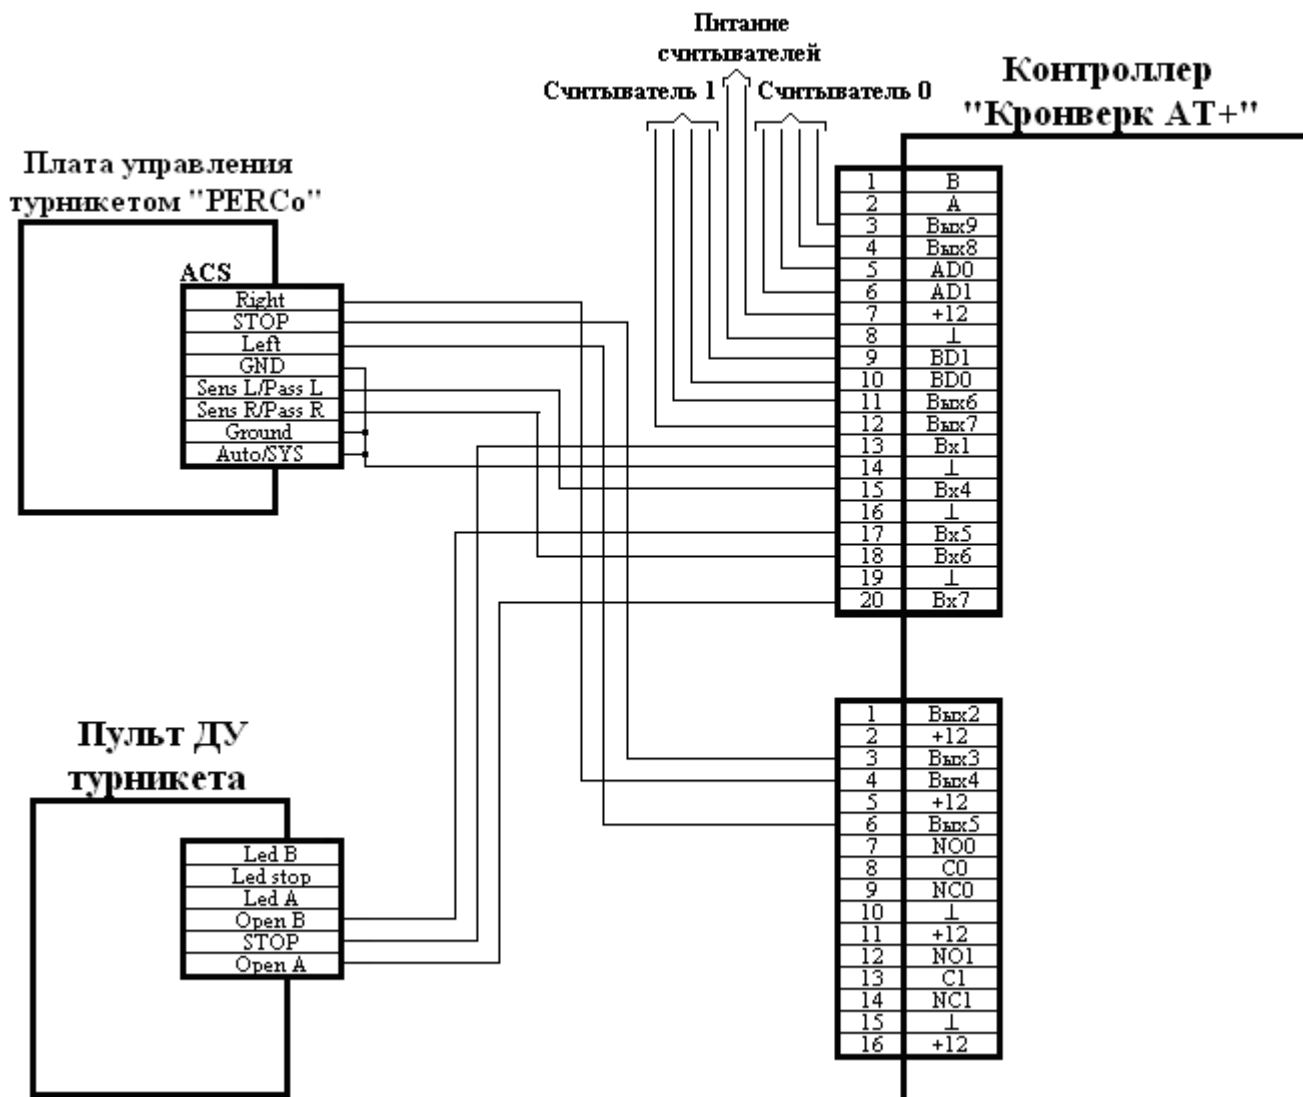 Питание
считывателей
Считыватель 1
Считыватель 0
Контроллер
"Кронверк АТ+"
Плата управления
турникетом "PERCo"
ACS
Right
STOP
Left
GND
Sens L/Pass L
Sens R/Pass R
Ground
Auto/SYS
1 B
2 A
3 Вых9
4 Вых8
5 AD0
6 AD1
7 +12
8 ⊥
9 BD1
10 BD0
11 Вых6
12 Вых7
13 Вх1
14 ⊥
15 Вх4
16 ⊥
17 Вх5
18 Вх6
19 ⊥
20 Вх7
Пульт ДУ
турникета
Led B
Led stop
Led A
Open B
STOP
Open A
1 Вых2
2 +12
3 Вых3
4 Вых4
5 +12
6 Вых5
7 NO0
8 C0
9 NC0
10 ⊥
11 +12
12 NO1
13 C1
14 NC1
15 ⊥
16 +12